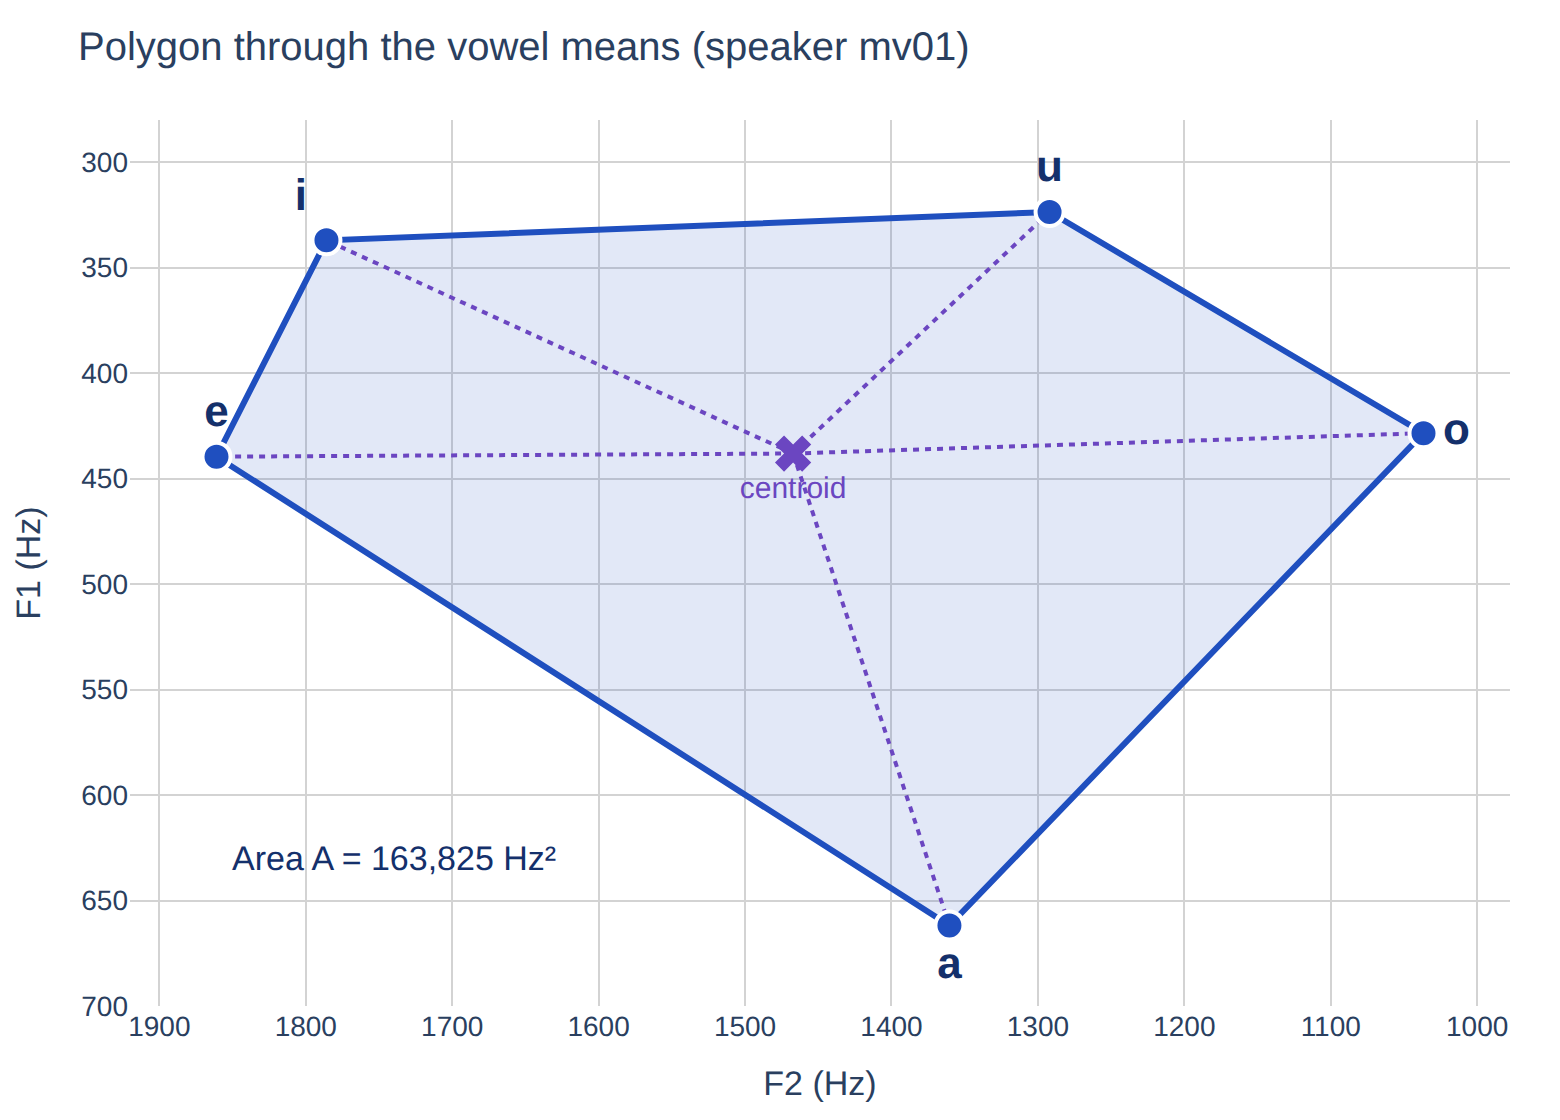 Polygon through the vowel means (speaker mv01)
300
350
400
450
500
550
600
650
700
F1 (Hz)
i
u
e
o
centroid
a
Area A = 163,825 Hz²
1900 1800 1700 1600 1500 1400 1300 1200 1100 1000
F2 (Hz)